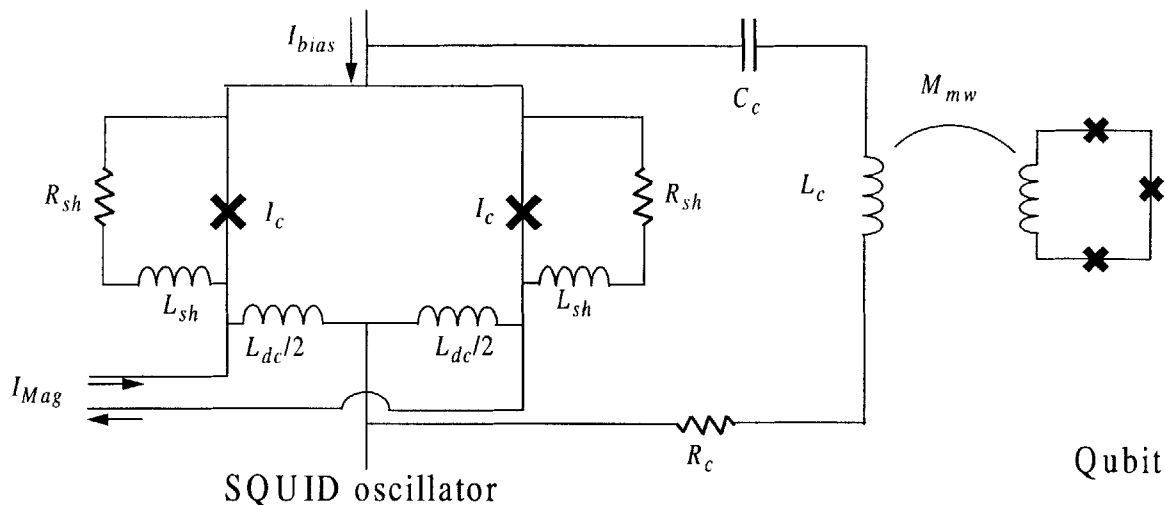 I_bias
C_c
M_mw
R_sh
I_c
I_c
R_sh
L_c
L_sh
L_sh
L_dc/2
L_dc/2
I_Mag
R_c
Qubit
SQUID oscillator